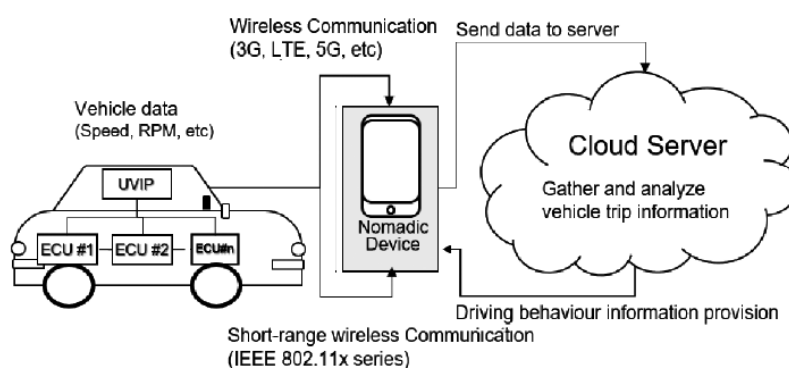 Wireless Communication
(3G, LTE, 5G, etc)
Send data to server
Vehicle data
(Speed, RPM, etc)
UVIP
ECU #1
ECU #2
ECU#n
Nomadic
Device
Cloud Server
Gather and analyze
vehicle trip information
Driving behaviour information provision
Short-range wireless Communication
(IEEE 802.11x series)